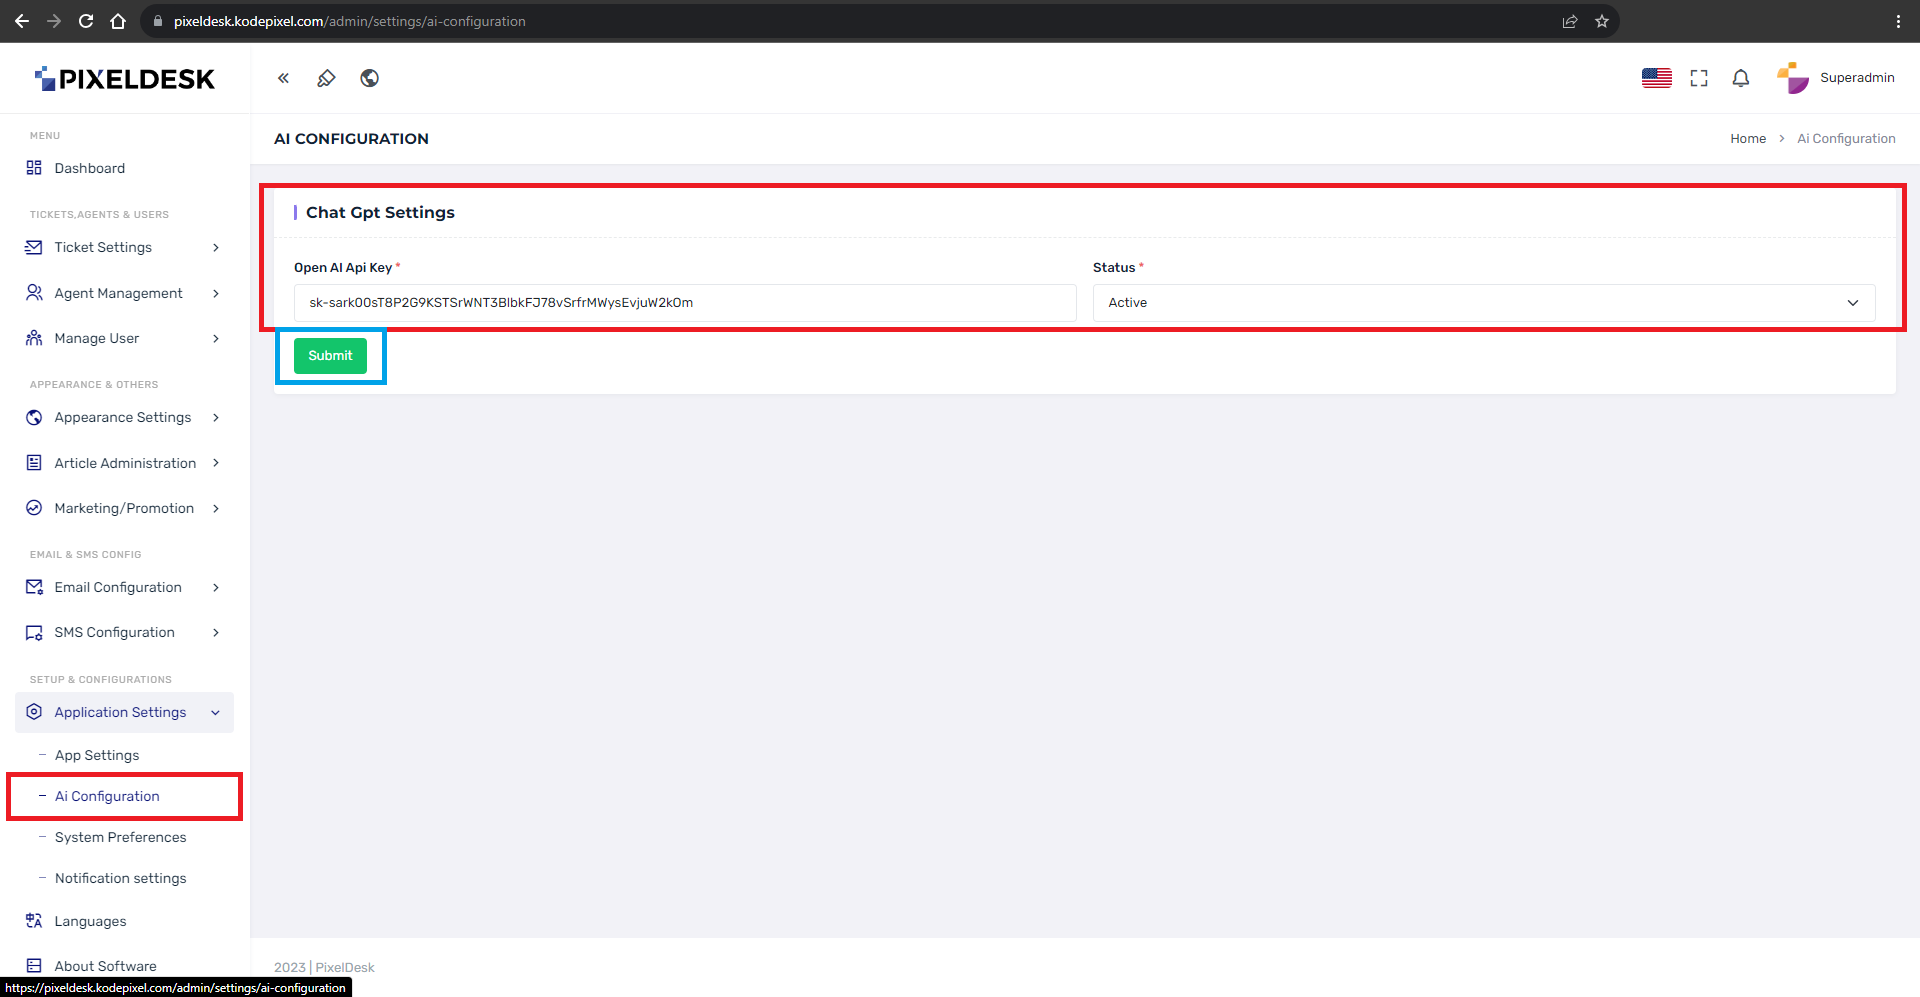 pixeldesk.kodepixel.com/admin/settings/ai-configuration
PIXELDESK
Superadmin
MENU
Dashboard
TICKETS,AGENTS & USERS
Ticket Settings
Agent Management
Manage User
APPEARANCE & OTHERS
Appearance Settings
Article Administration
Marketing/Promotion
EMAIL & SMS CONFIG
Email Configuration
SMS Configuration
SETUP & CONFIGURATIONS
Application Settings
– App Settings
– Ai Configuration
– System Preferences
– Notification settings
Languages
About Software
AI CONFIGURATION
Home > Ai Configuration
Chat Gpt Settings
Open AI Api Key *
Status *
Active
Submit
2023 | PixelDesk
https://pixeldesk.kodepixel.com/admin/settings/ai-configuration